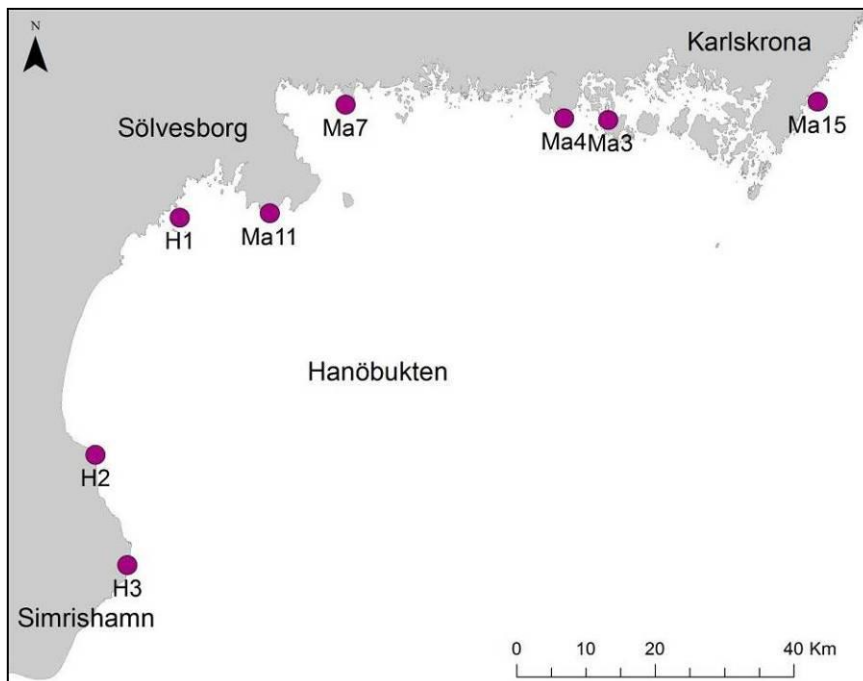 N
Karlskrona
Ma7
Sölvesborg
Ma4
Ma3
Ma15
H1
Ma11
Hanöbukten
H2
H3
Simrishamn
0 10 20 40 Km